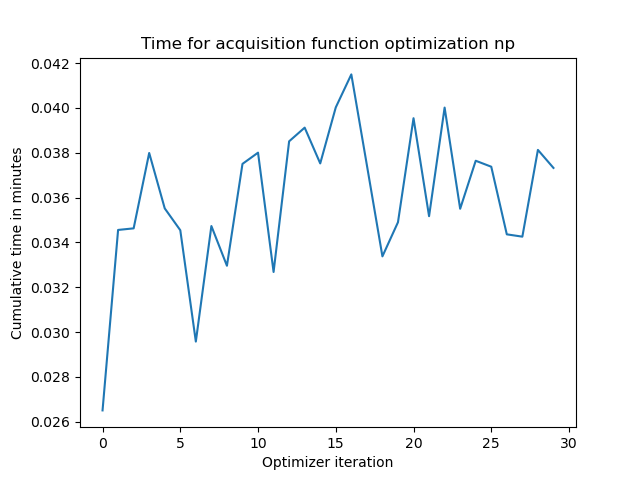 Time for acquisition function optimization np
Cumulative time in minutes
0.042
0.040
0.038
0.036
0.034
0.032
0.030
0.028
0.026
0 5 10 15 20 25 30
Optimizer iteration